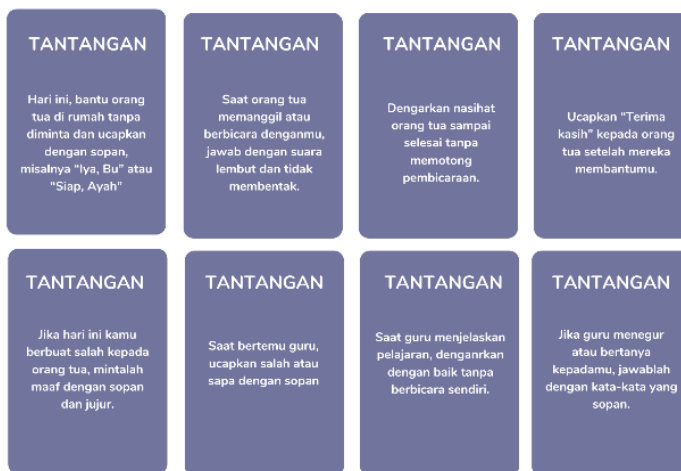 TANTANGAN
Hari ini, bantu orang
tua di rumah tanpa
diminta dan ucapkan
dengan sopan,
misalnya “Iya, Bu” atau
“Siap, Ayah"
TANTANGAN
Saat orang tua
memanggil atau
berbicara denganmu,
jawab dengan suara
lembut dan tidak
membentak.
TANTANGAN
Dengarkan nasihat
orang tua sampai
selesai tanpa
memotong
pembicaraan.
TANTANGAN
Ucapkan “Terima
kasih” kepada orang
tua setelah mereka
membantumu.
TANTANGAN
Jika hari ini kamu
berbuat salah kepada
orang tua, mintalah
maaf dengan sopan
dan jujur.
TANTANGAN
Saat bertemu guru,
ucapkan salah atau
sapa dengan sopan
TANTANGAN
Saat guru menjelaskan
pelajaran, denganrkan
dengan baik tanpa
berbicara sendiri.
TANTANGAN
Jika guru menegur
atau bertanya
kepadamu, jawablah
dengan kata-kata yang
sopan.